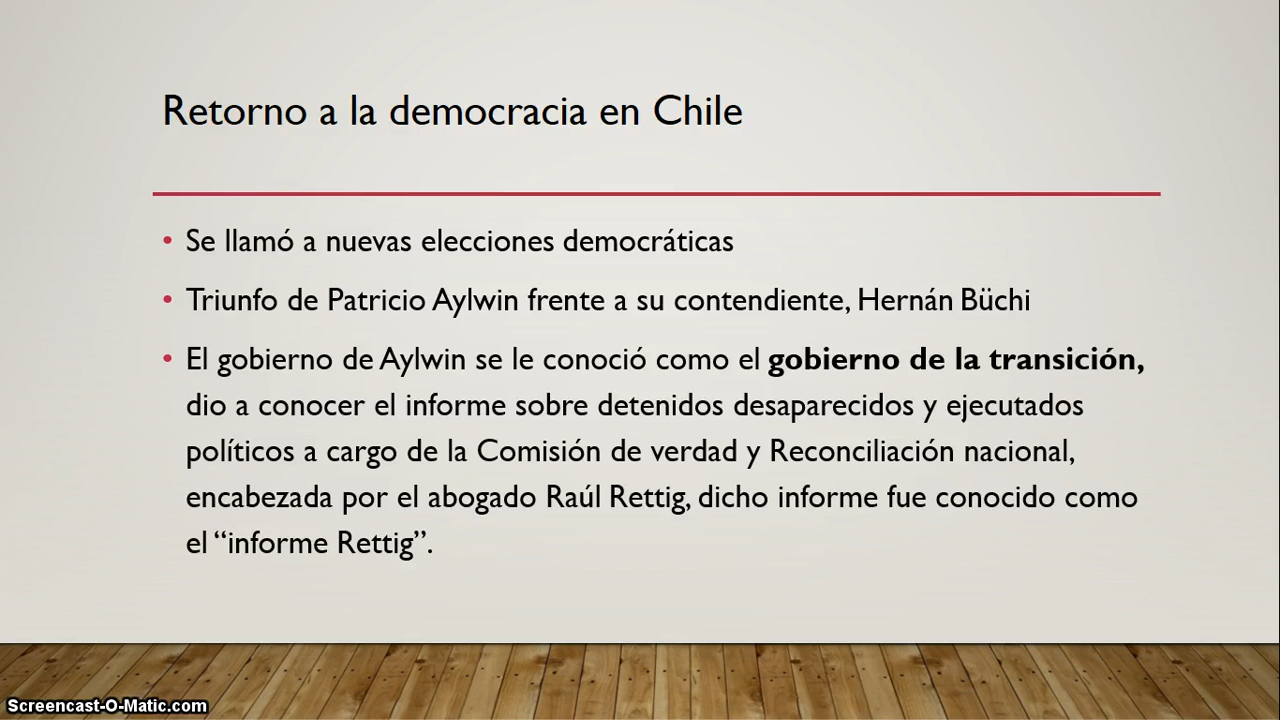 Retorno a la democracia en Chile
• Se llamó a nuevas elecciones democráticas
• Triunfo de Patricio Aylwin frente a su contendiente, Hernán Büchi
• El gobierno de Aylwin se le conoció como el gobierno de la transición,
dio a conocer el informe sobre detenidos desaparecidos y ejecutados
políticos a cargo de la Comisión de verdad y Reconciliación nacional,
encabezada por el abogado Raúl Rettig, dicho informe fue conocido como
el “informe Rettig”.
Screencast-O-Matic.com